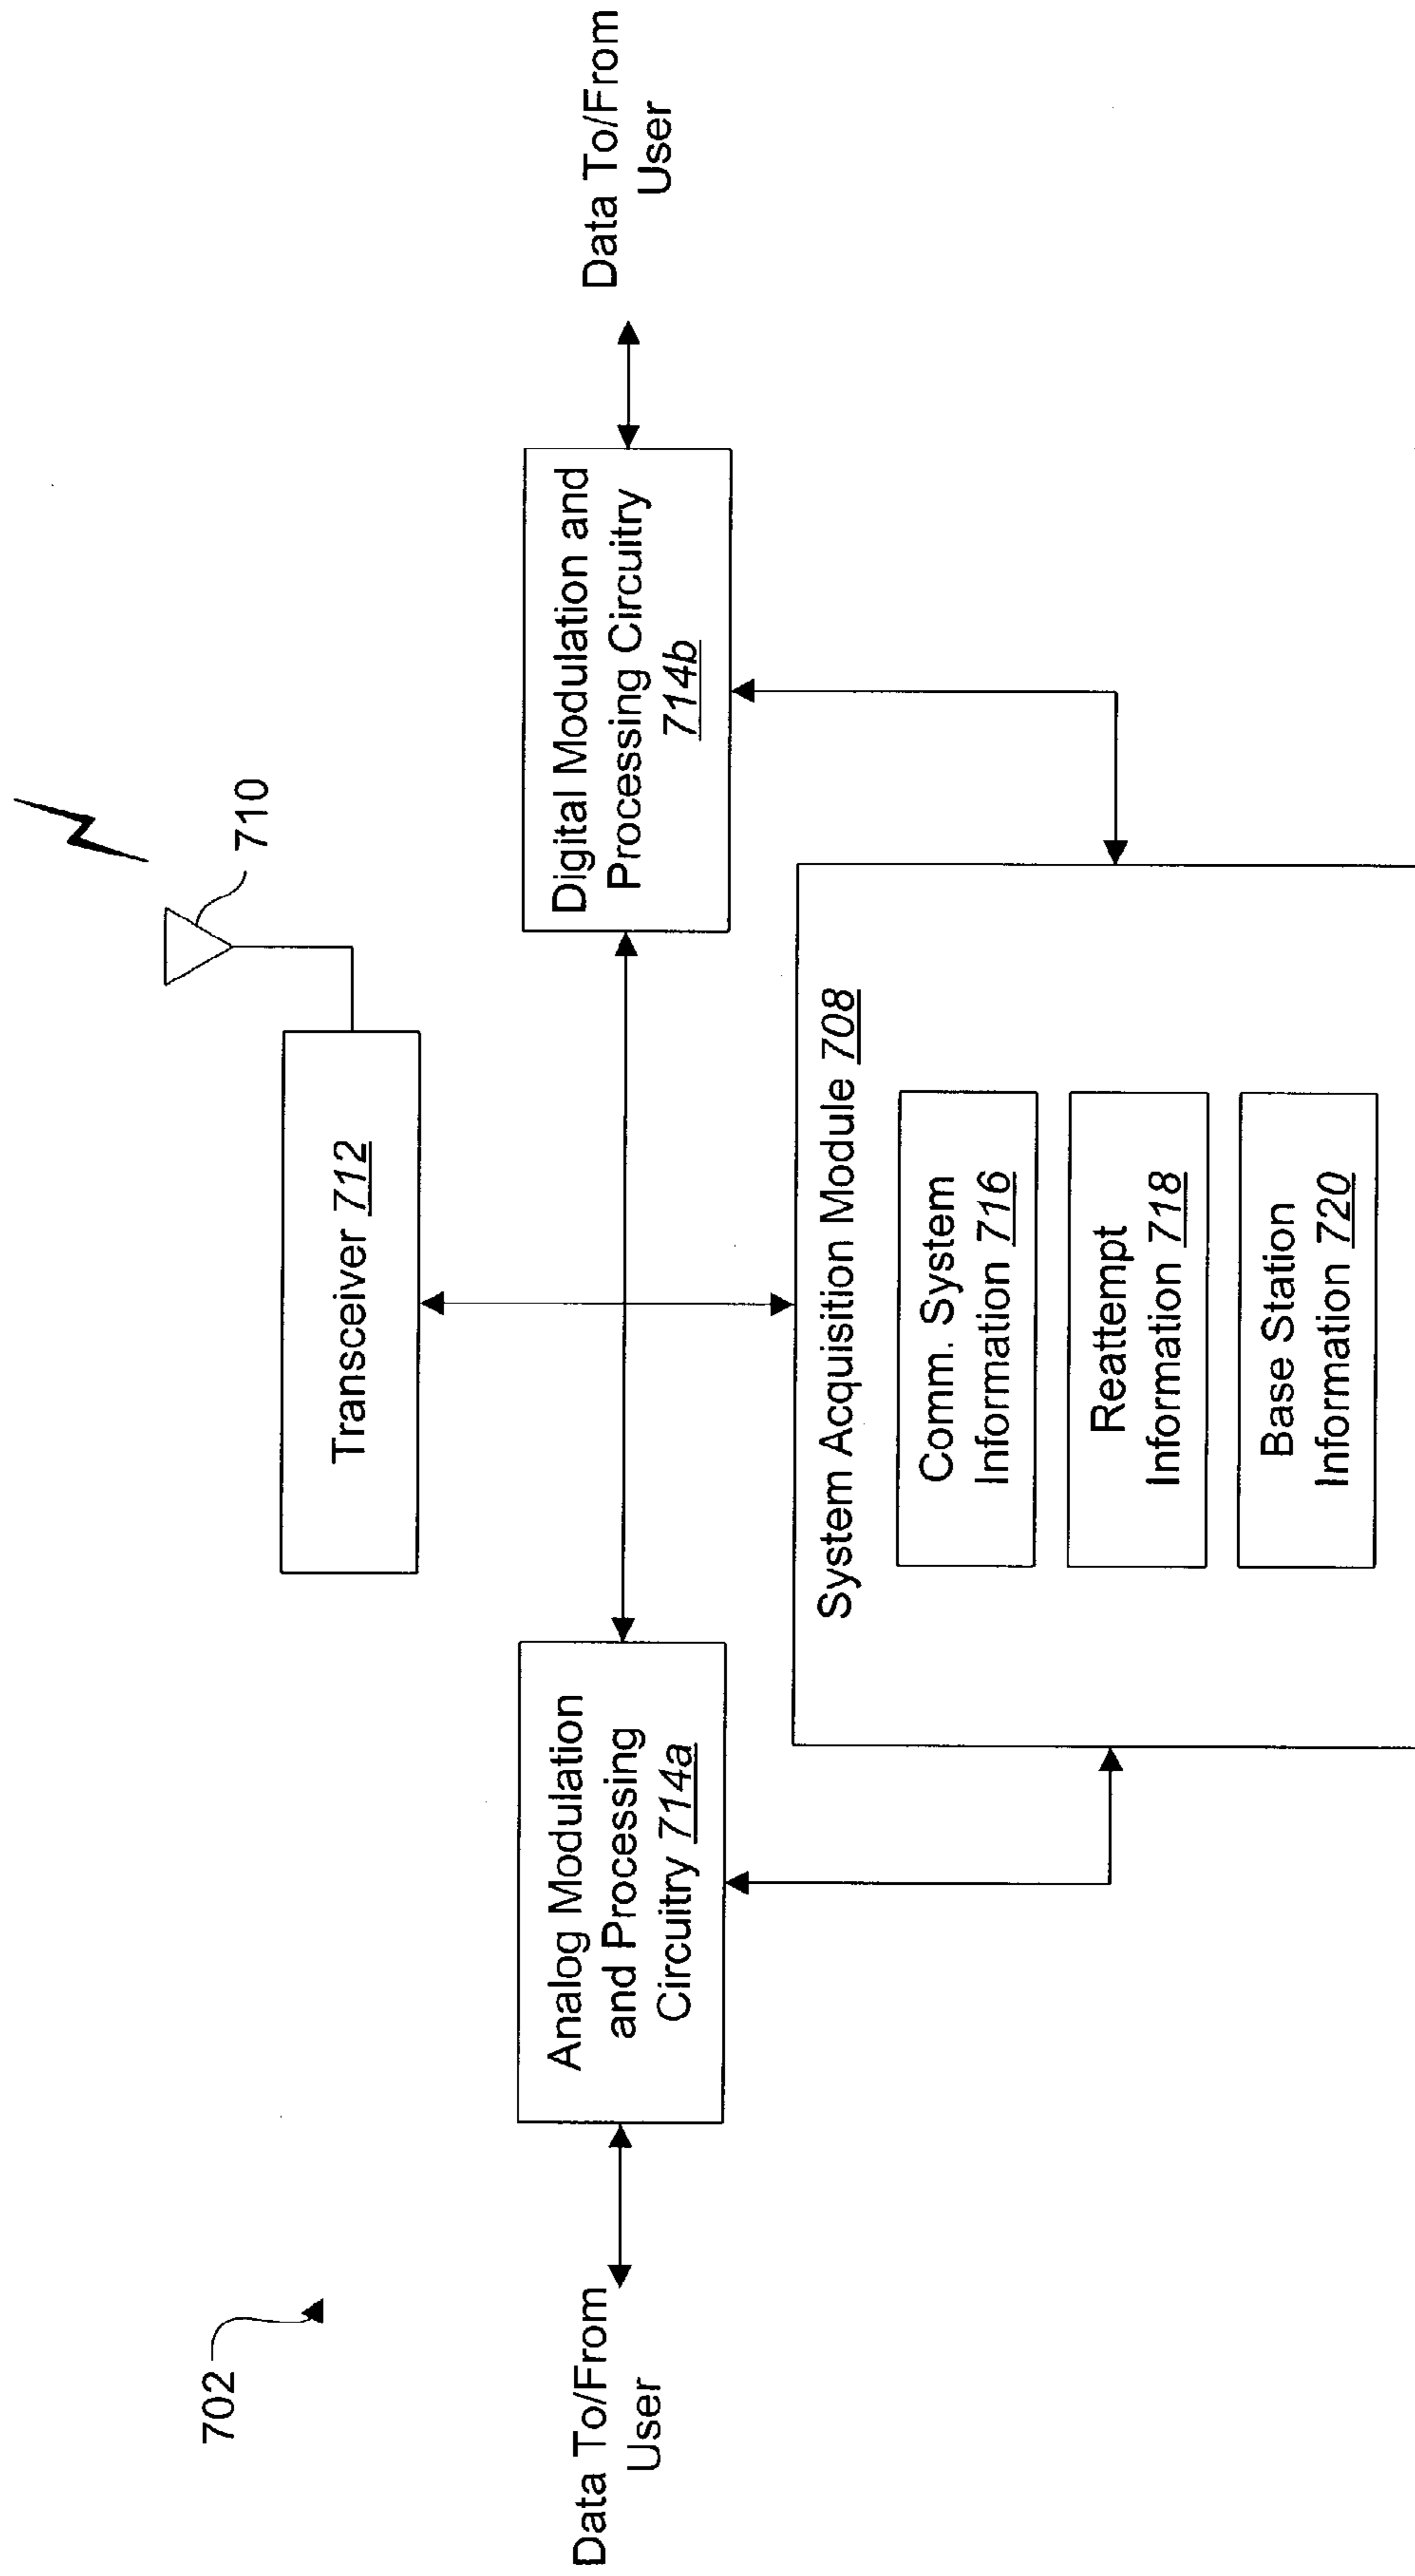 702
710
Transceiver 712
Data To/From
User
Analog Modulation
and Processing
Circuitry 714a
Digital Modulation and
Processing Circuitry
714b
Data To/From
User
System Acquisition Module 708
Comm. System
Information 716
Reattempt
Information 718
Base Station
Information 720